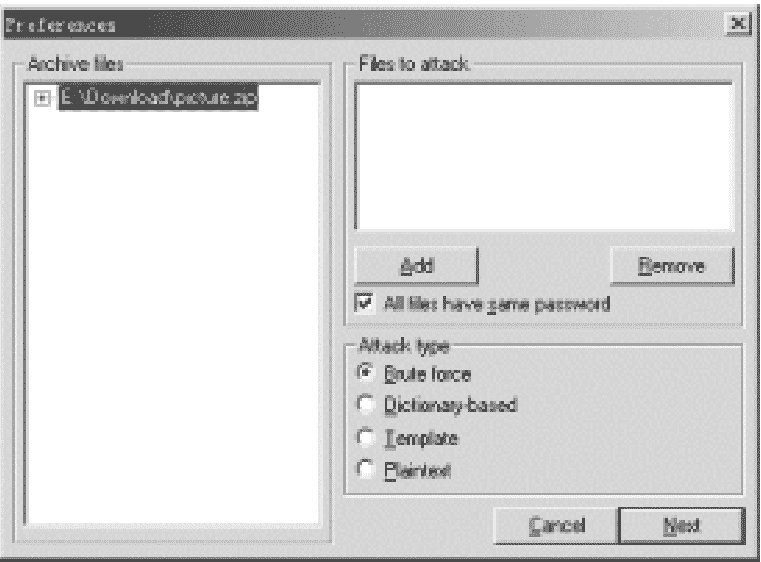 Preferences
Archive files
E:\Download\picture.zip
Files to attack
Add
Remove
All files have same password
Attack type
Brute force
Dictionary-based
Template
Plaintext
Cancel
Next